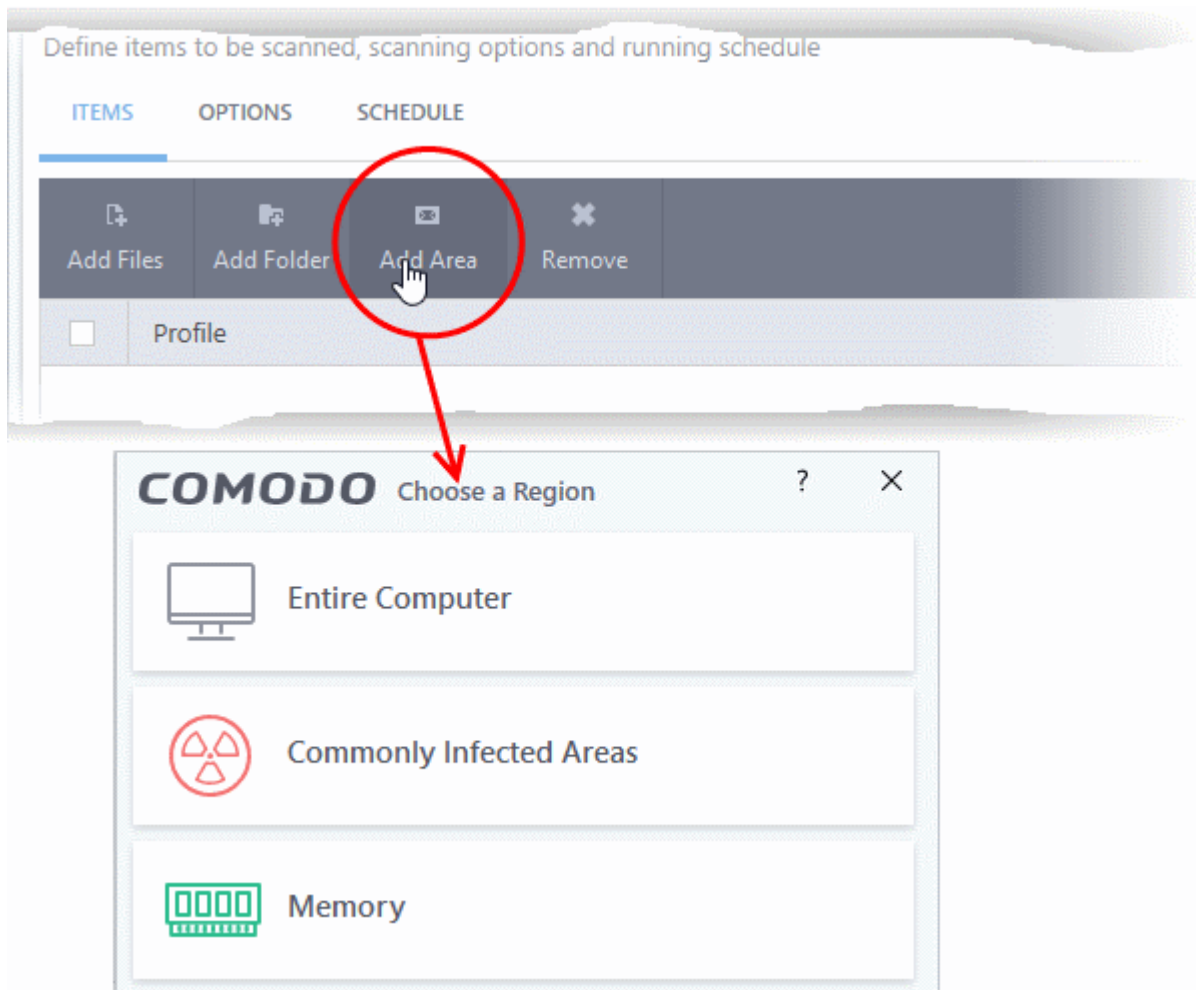 Define items to be scanned, scanning options and running schedule
ITEMS OPTIONS SCHEDULE
Add Files Add Folder Add Area Remove
Profile
COMODO Choose a Region ? X
Entire Computer
Commonly Infected Areas
Memory